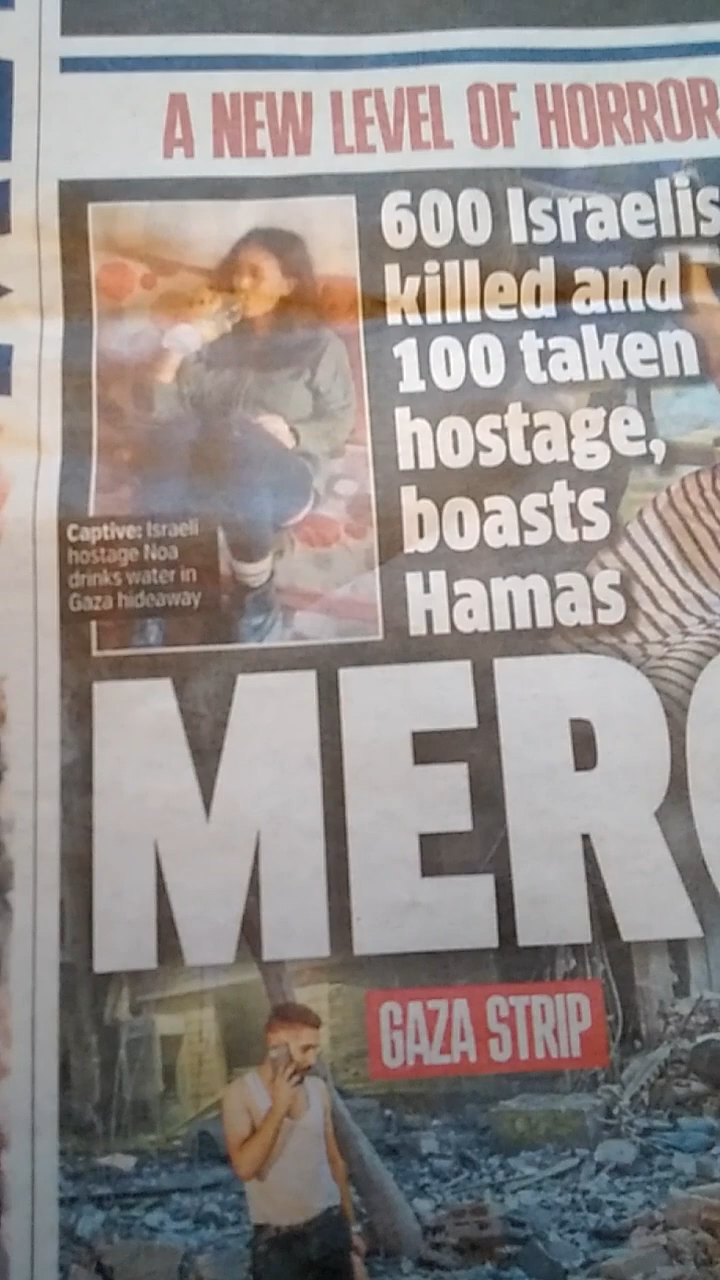 A NEW LEVEL OF HORROR
600 Israelis
killed and
100 taken
hostage,
boasts
Hamas
Captive: Israeli
hostage Noa
drinks water in
Gaza hideaway
MERC
GAZA STRIP